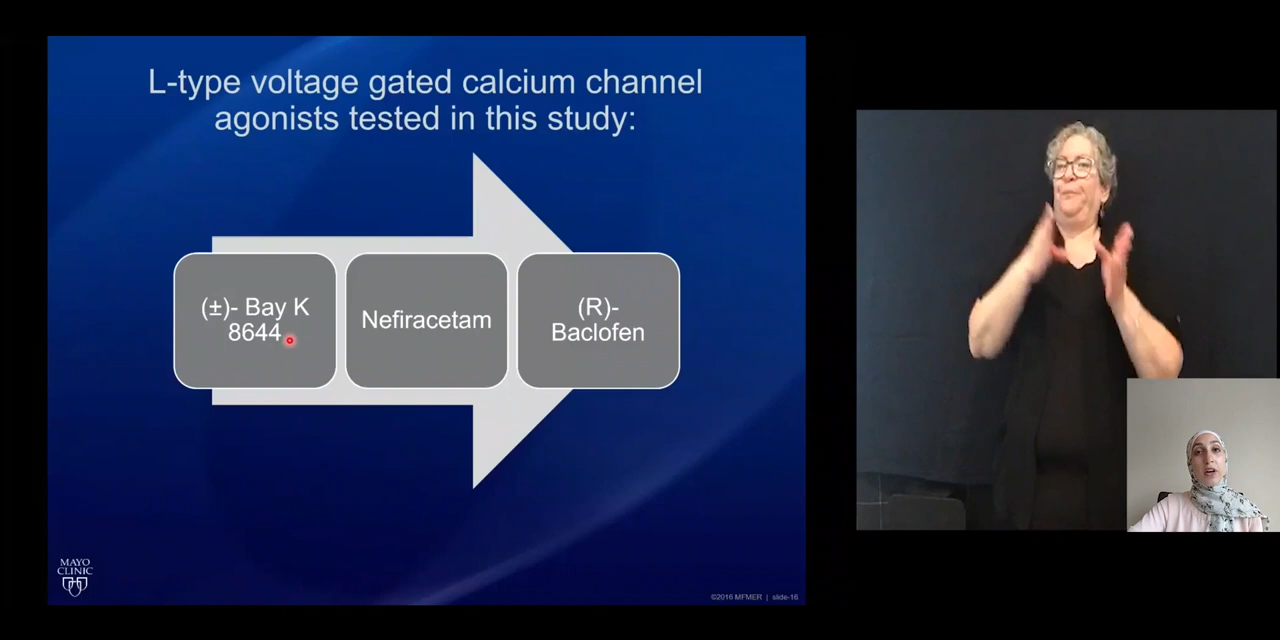 L-type voltage gated calcium channel
agonists tested in this study:
(±)- Bay K
8644
Nefiracetam
(R)-
Baclofen
MAYO
CLINIC
©2016 MFMER | slide-16